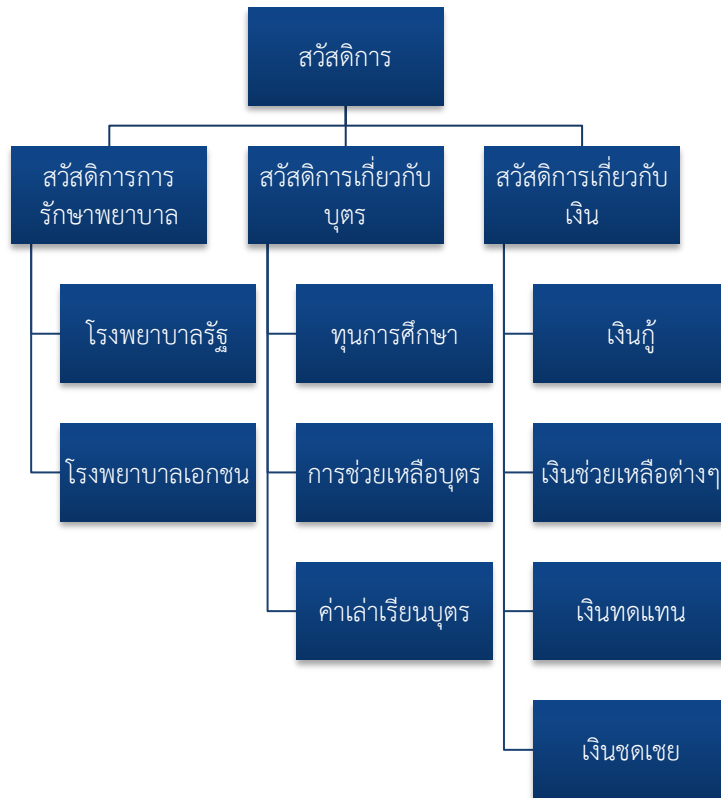 สวัสดิการ
สวัสดิการการ
รักษาพยาบาล
โรงพยาบาลรัฐ
โรงพยาบาลเอกชน
สวัสดิการเกี่ยวกับ
บุตร
ทุนการศึกษา
การช่วยเหลือบุตร
ค่าเล่าเรียนบุตร
สวัสดิการเกี่ยวกับ
เงิน
เงินกู้
เงินช่วยเหลือต่างๆ
เงินทดแทน
เงินชดเชย